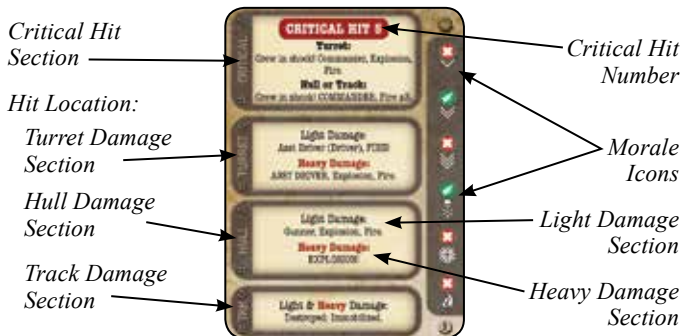 Critical Hit
Section
Hit Location:
Turret Damage
Section
Hull Damage
Section
Track Damage
Section
CRITICAL
CRITICAL HIT 5
Turret:
Crew in shock! Commander, Explosion,
Fire
Hull or Track:
Crew in shock! COMMANDER, Fire
TURRET
Light Damage:
Asst Driver (Driver), FIRE
Heavy Damage:
ASST DRIVER, Explosion, Fire
HULL
Light Damage:
Gunner, Explosion, Fire
Heavy Damage:
EXPLOSION
Light & Heavy Damage:
Destroyed: Immobilized.
Critical Hit
Number
Morale
Icons
Light Damage
Section
Heavy Damage
Section